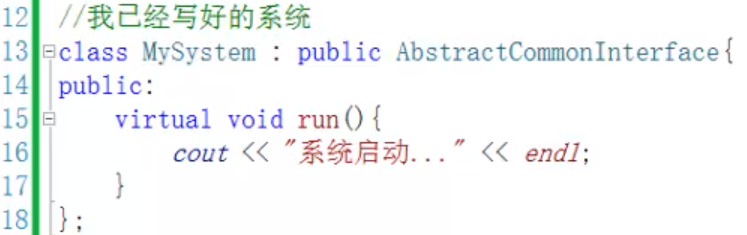 12 //我已经写好的系统
13 class MySystem : public AbstractCommonInterface{
14 public:
15 virtual void run(){
16 cout << "系统启动..." << endl;
17 }
18 };